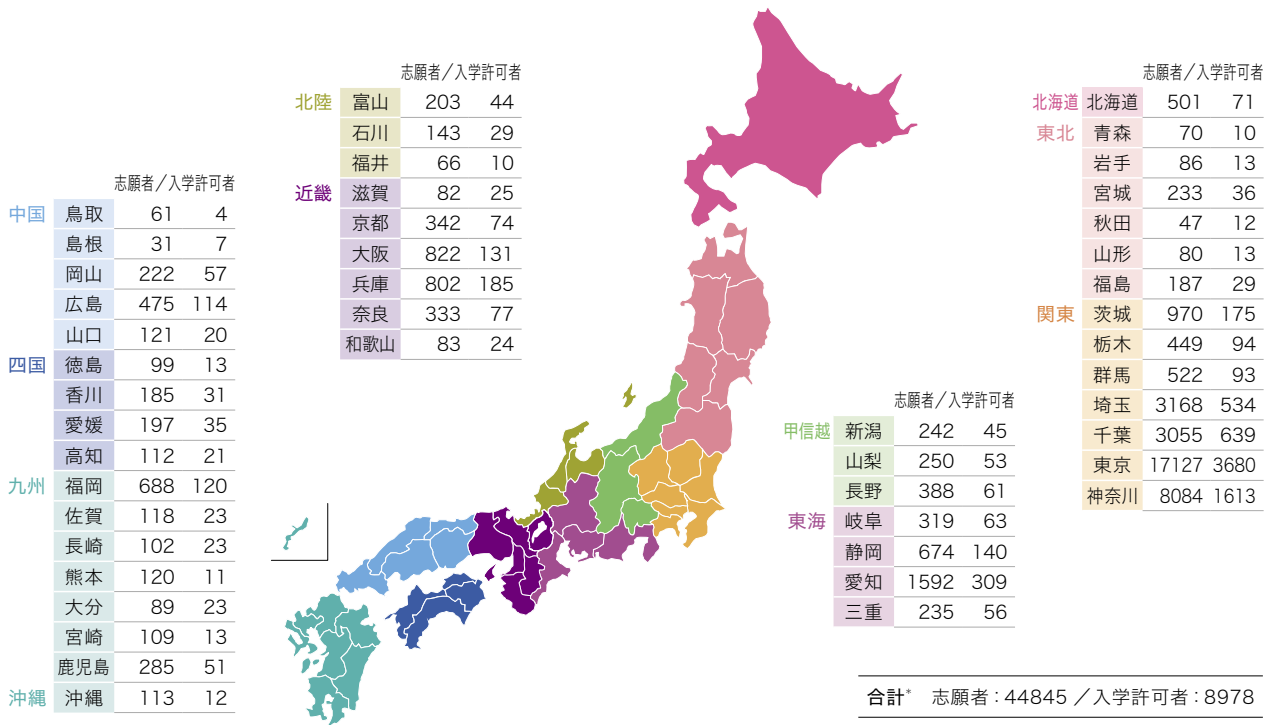 志願者/入学許可者
北海道 北海道 501 71
東北 青森 70 10
岩手 86 13
宮城 233 36
秋田 47 12
山形 80 13
福島 187 29
関東 茨城 970 175
栃木 449 94
群馬 522 93
埼玉 3168 534
千葉 3055 639
東京 17127 3680
神奈川 8084 1613
志願者/入学許可者
甲信越 新潟 242 45
山梨 250 53
長野 388 61
東海 岐阜 319 63
静岡 674 140
愛知 1592 309
三重 235 56
志願者/入学許可者
北陸 富山 203 44
石川 143 29
福井 66 10
近畿 滋賀 82 25
京都 342 74
大阪 822 131
兵庫 802 185
奈良 333 77
和歌山 83 24
志願者/入学許可者
中国 鳥取 61 4
島根 31 7
岡山 222 57
広島 475 114
山口 121 20
四国 徳島 99 13
香川 185 31
愛媛 197 35
高知 112 21
九州 福岡 688 120
佐賀 118 23
長崎 102 23
熊本 120 11
大分 89 23
宮崎 109 13
鹿児島 285 51
沖縄 沖縄 113 12
合計* 志願者:44845/入学許可者:8978